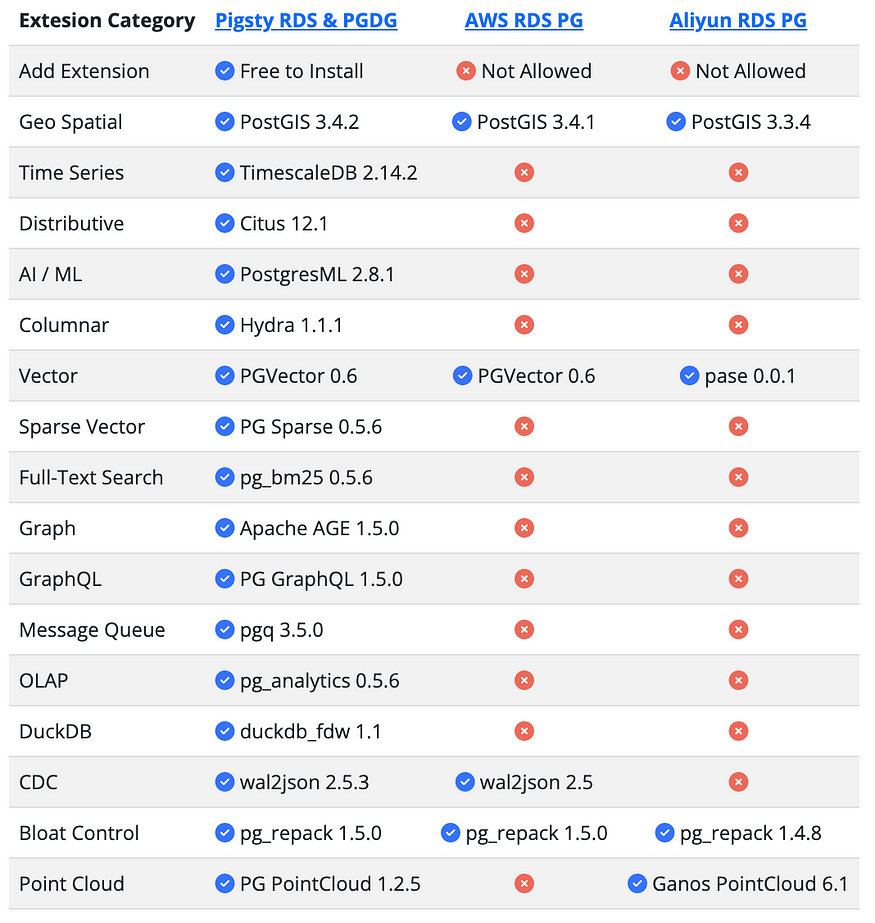 Extesion Category Pigsty RDS & PGDG AWS RDS PG Aliyun RDS PG
Add Extension Free to Install Not Allowed Not Allowed
Geo Spatial PostGIS 3.4.2 PostGIS 3.4.1 PostGIS 3.3.4
Time Series TimescaleDB 2.14.2
Distributive Citus 12.1
AI / ML PostgresML 2.8.1
Columnar Hydra 1.1.1
Vector PGVector 0.6 PGVector 0.6 pase 0.0.1
Sparse Vector PG Sparse 0.5.6
Full-Text Search pg_bm25 0.5.6
Graph Apache AGE 1.5.0
GraphQL PG GraphQL 1.5.0
Message Queue pgq 3.5.0
OLAP pg_analytics 0.5.6
DuckDB duckdb_fdw 1.1
CDC wal2json 2.5.3 wal2json 2.5
Bloat Control pg_repack 1.5.0 pg_repack 1.5.0 pg_repack 1.4.8
Point Cloud PG PointCloud 1.2.5 Ganos PointCloud 6.1